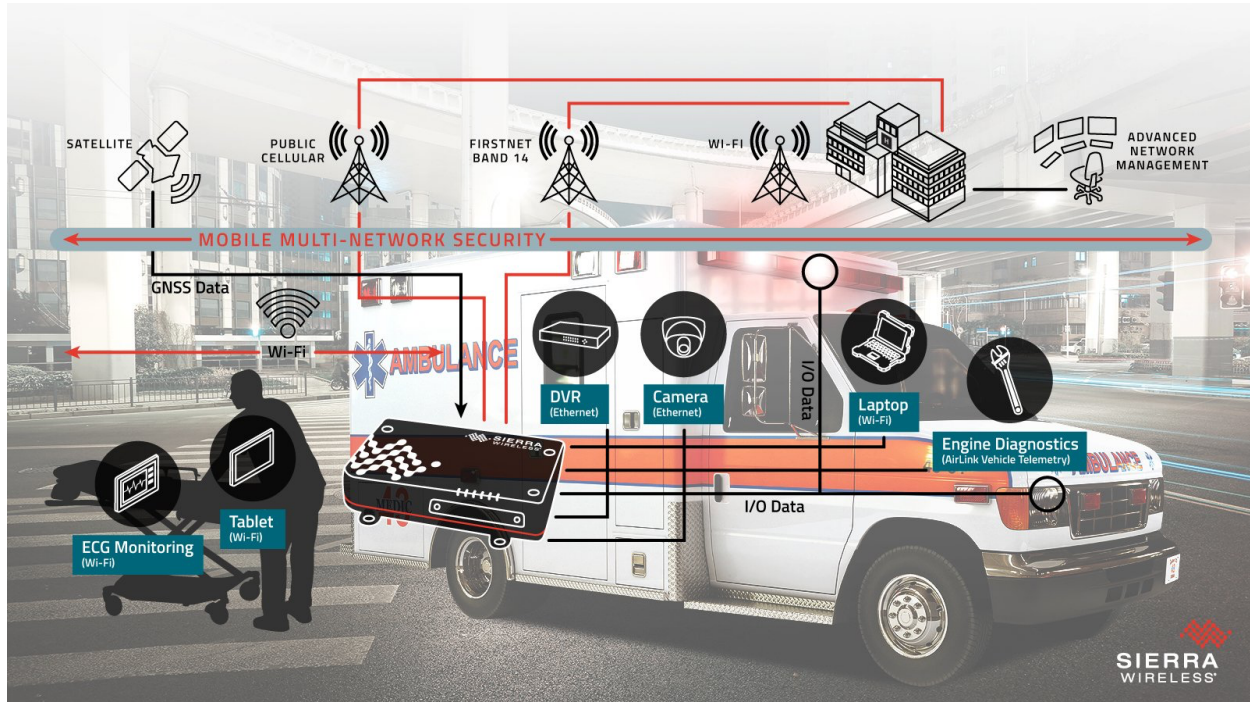 SATELLITE
PUBLIC
CELLULAR
FIRSTNET
BAND 14
WI-FI
ADVANCED
NETWORK
MANAGEMENT
MOBILE MULTI-NETWORK SECURITY
GNSS Data
Wi-Fi
AMBULANCE
DVR
(Ethernet)
Camera
(Ethernet)
I/O Data
Laptop
(Wi-Fi)
Engine Diagnostics
(AirLink Vehicle Telemetry)
AMBULANCE
SIERRA
WIRELESS
MEDIC
I/O Data
Tablet
(Wi-Fi)
ECG Monitoring
(Wi-Fi)
SIERRA
WIRELESS